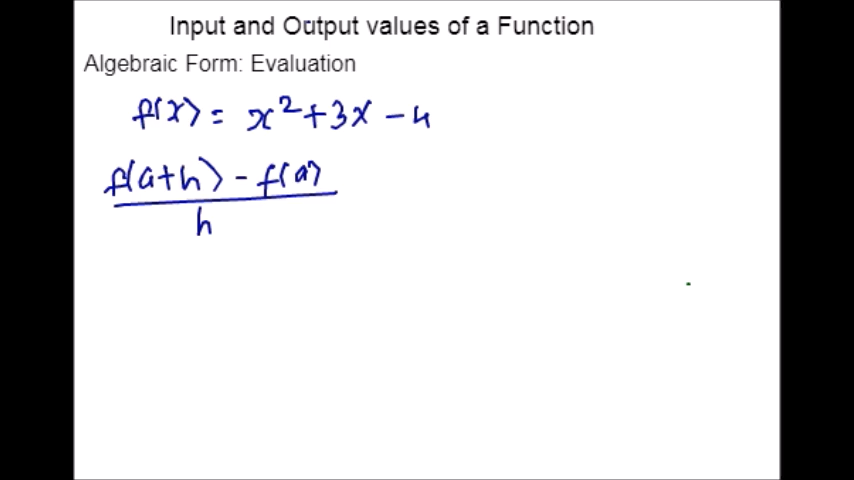 Input and Output values of a Function
Algebraic Form: Evaluation
f(x) = x² + 3x - 4
f(a+h) - f(a)
h